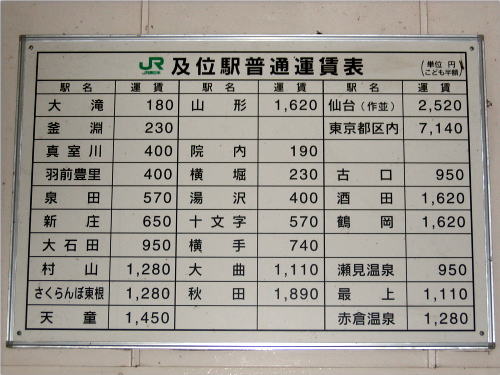 JR 及位駅普通運賃表 (単位 円 こども半額)
駅名 運賃 駅名 運賃 駅名 運賃
大滝 180 山形 1,620 仙台(作並) 2,520
釜淵 230 東京都区内 7,140
真室川 400 院内 190
羽前豊里 400 横堀 230 古口 950
泉田 570 湯沢 400 酒田 1,620
新庄 650 十文字 570 鶴岡 1,620
大石田 950 横手 740
村山 1,280 大曲 1,110 瀬見温泉 950
さくらんぼ東根 1,280 秋田 1,890 最上 1,110
天童 1,450 赤倉温泉 1,280